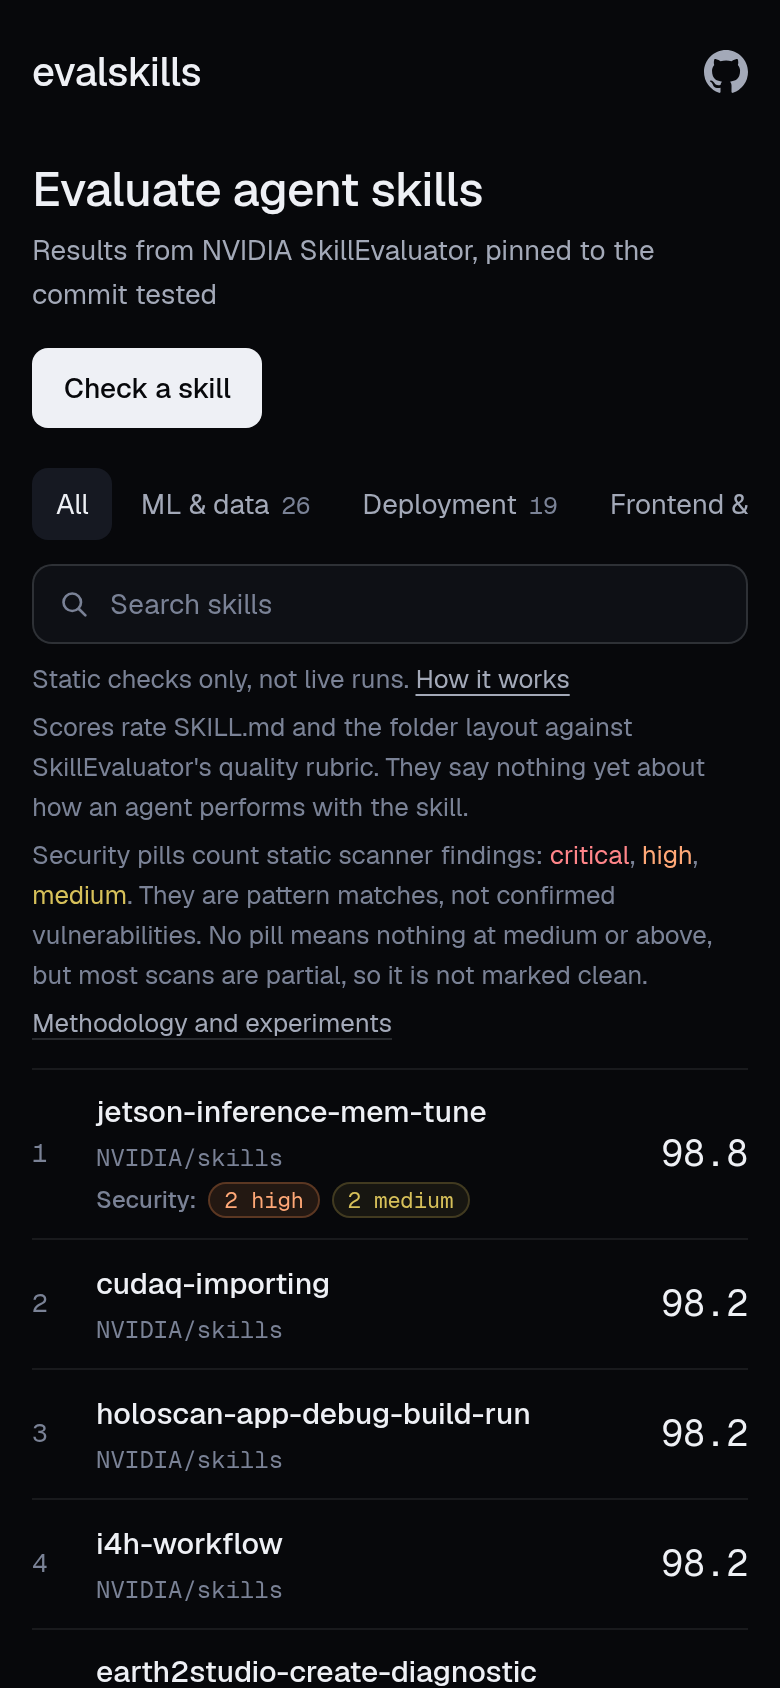 evalskills
Evaluate agent skills
Results from NVIDIA SkillEvaluator, pinned to the
commit tested
Check a skill
All ML & data 26 Deployment 19 Frontend &
Search skills
Static checks only, not live runs. How it works
Scores rate SKILL.md and the folder layout against
SkillEvaluator's quality rubric. They say nothing yet about
how an agent performs with the skill.
Security pills count static scanner findings: critical, high,
medium. They are pattern matches, not confirmed
vulnerabilities. No pill means nothing at medium or above,
but most scans are partial, so it is not marked clean.
Methodology and experiments
jetson-inference-mem-tune
1 NVIDIA/skills 98.8
Security: 2 high 2 medium
cudaq-importing
2 98.2
NVIDIA/skills
holoscan-app-debug-build-run
3 98.2
NVIDIA/skills
i4h-workflow
4 98.2
NVIDIA/skills
earth2studio-create-diagnostic